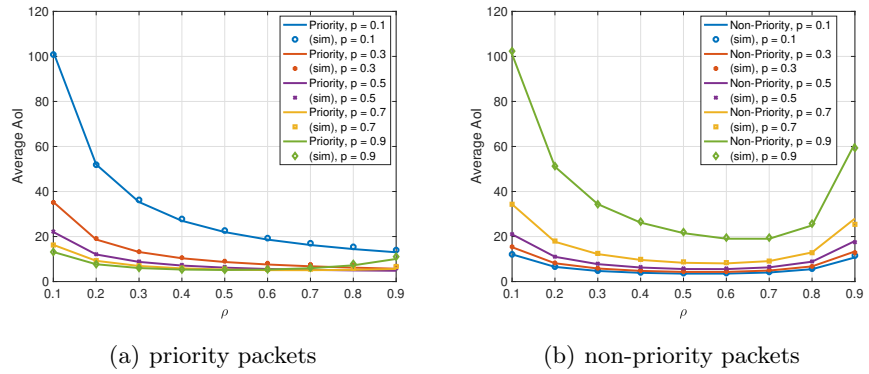 120
100
80
60
40
20
0
Average AoI
0.1 0.2 0.3 0.4 0.5 0.6 0.7 0.8 0.9
ρ
Priority, p = 0.1
(sim), p = 0.1
Priority, p = 0.3
(sim), p = 0.3
Priority, p = 0.5
(sim), p = 0.5
Priority, p = 0.7
(sim), p = 0.7
Priority, p = 0.9
(sim), p = 0.9
(a) priority packets
120
100
80
60
40
20
0
Average AoI
0.1 0.2 0.3 0.4 0.5 0.6 0.7 0.8 0.9
ρ
Non-Priority, p = 0.1
(sim), p = 0.1
Non-Priority, p = 0.3
(sim), p = 0.3
Non-Priority, p = 0.5
(sim), p = 0.5
Non-Priority, p = 0.7
(sim), p = 0.7
Non-Priority, p = 0.9
(sim), p = 0.9
(b) non-priority packets